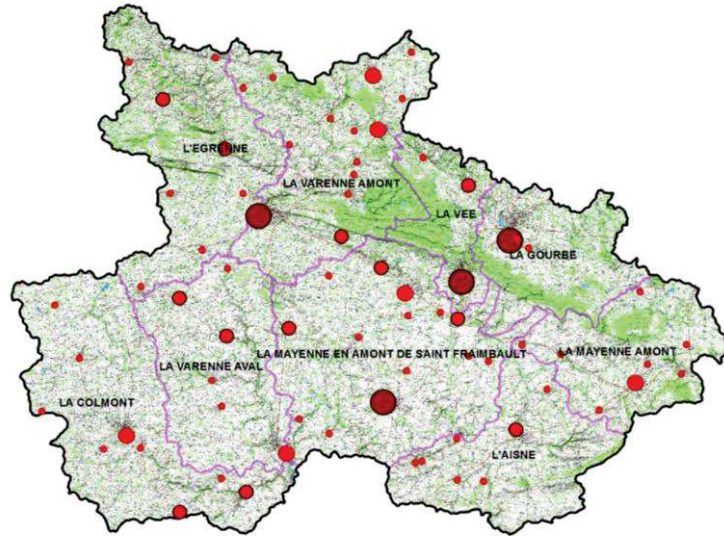 L'EGRENNE
LA VARENNE AMONT
LA VEE
LA GOURBE
LA VARENNE AVAL
LA MAYENNE EN AMONT DE SAINT FRAIMBAULT
LA MAYENNE AMONT
LA COLMONT
L'AISNE